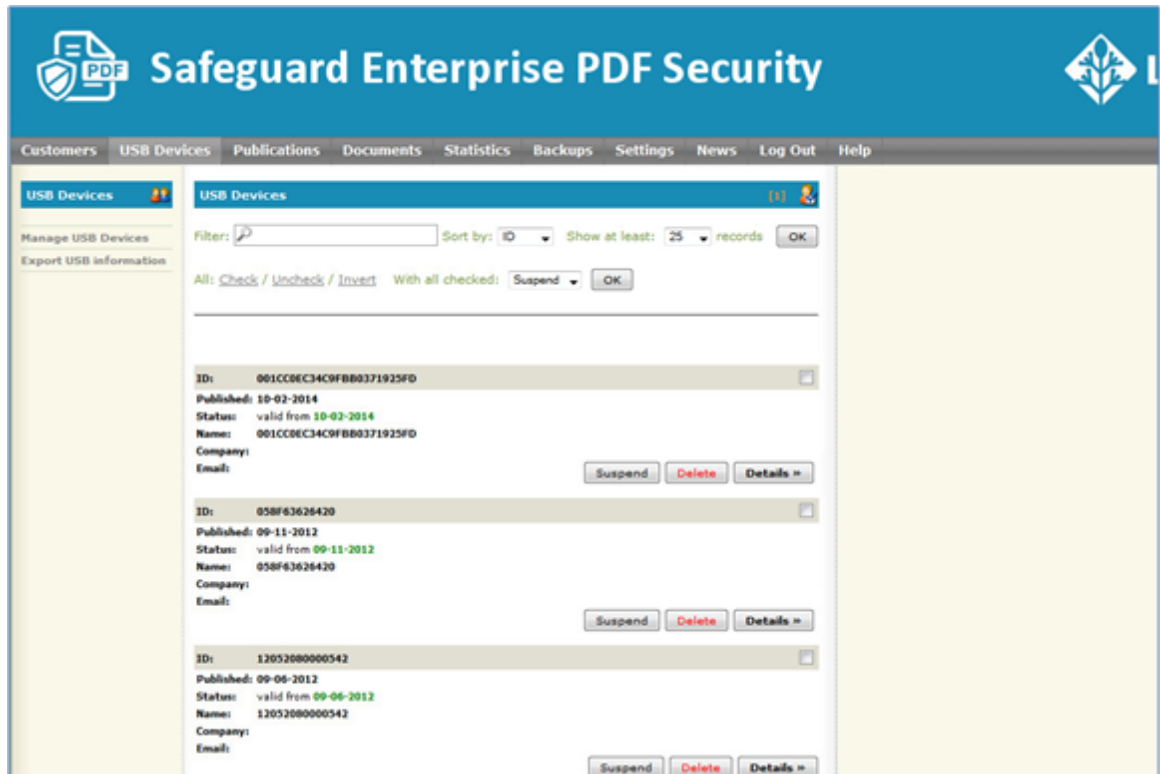 PDF
Safeguard Enterprise PDF Security
L
Customers USB Devices Publications Documents Statistics Backups Settings News Log Out Help
USB Devices
Manage USB Devices
Export USB information
USB Devices [1]
Filter: Sort by: ID Show at least: 25 records OK
All: Check / Uncheck / Invert With all checked: Suspend OK
ID: 001CC0EC34C9FBB0371925FD
Published: 10-02-2014
Status: valid from 10-02-2014
Name: 001CC0EC34C9FBB0371925FD
Company:
Email:
Suspend Delete Details »
ID: 058F63626420
Published: 09-11-2012
Status: valid from 09-11-2012
Name: 058F63626420
Company:
Email:
Suspend Delete Details »
ID: 12052080000542
Published: 09-06-2012
Status: valid from 09-06-2012
Name: 12052080000542
Company:
Email:
Suspend Delete Details »